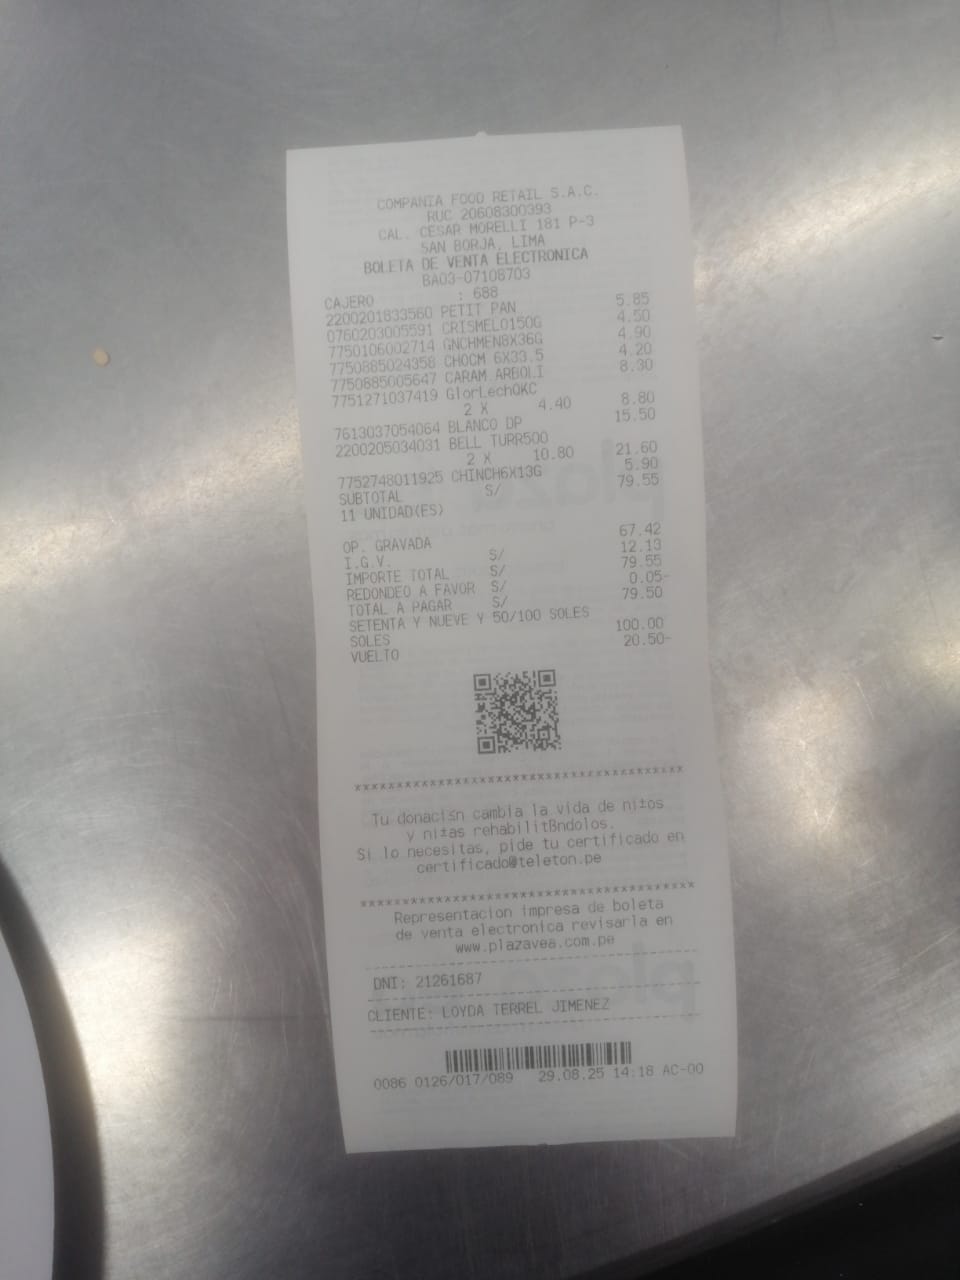 COMPANIA FOOD RETAIL S.A.C.
RUC 20608300393
CAL. CESAR MORELLI 181 P-3
SAN BORJA, LIMA
BOLETA DE VENTA ELECTRONICA
BA03-07108703
CAJERO : 688
2200201833560 PETIT PAN 5.85
0760203005591 CRISMELO150G 4.50
7750106002714 GNCHMEN8X36G 4.90
7750885024358 CHOCM 6X33.5 4.20
7750885005647 CARAM ARBOLI 8.30
7751271037419 GlorLechQKC
2 X 4.40 8.80
7613037054064 BLANCO DP 15.50
2200205034031 BELL TURR500
2 X 10.80 21.60
7752748011925 CHINCH6X13G 5.90
SUBTOTAL S/ 79.55
11 UNIDAD(ES)
OP. GRAVADA 67.42
I.G.V. S/ 12.13
IMPORTE TOTAL S/ 79.55
REDONDEO A FAVOR S/ 0.05-
TOTAL A PAGAR S/ 79.50
SETENTA Y NUEVE Y 50/100 SOLES
SOLES 100.00
VUELTO 20.50-
Tu donación cambia la vida de ni±os
y ni±as rehabilitBndolos.
Si lo necesitas, pide tu certificado en
certificado@teleton.pe
Representacion impresa de boleta
de venta electronica revisarla en
www.plazavea.com.pe
DNI: 21261687
CLIENTE: LOYDA TERREL JIMENEZ
0086 0126/017/089 29.08.25 14:18 AC-00